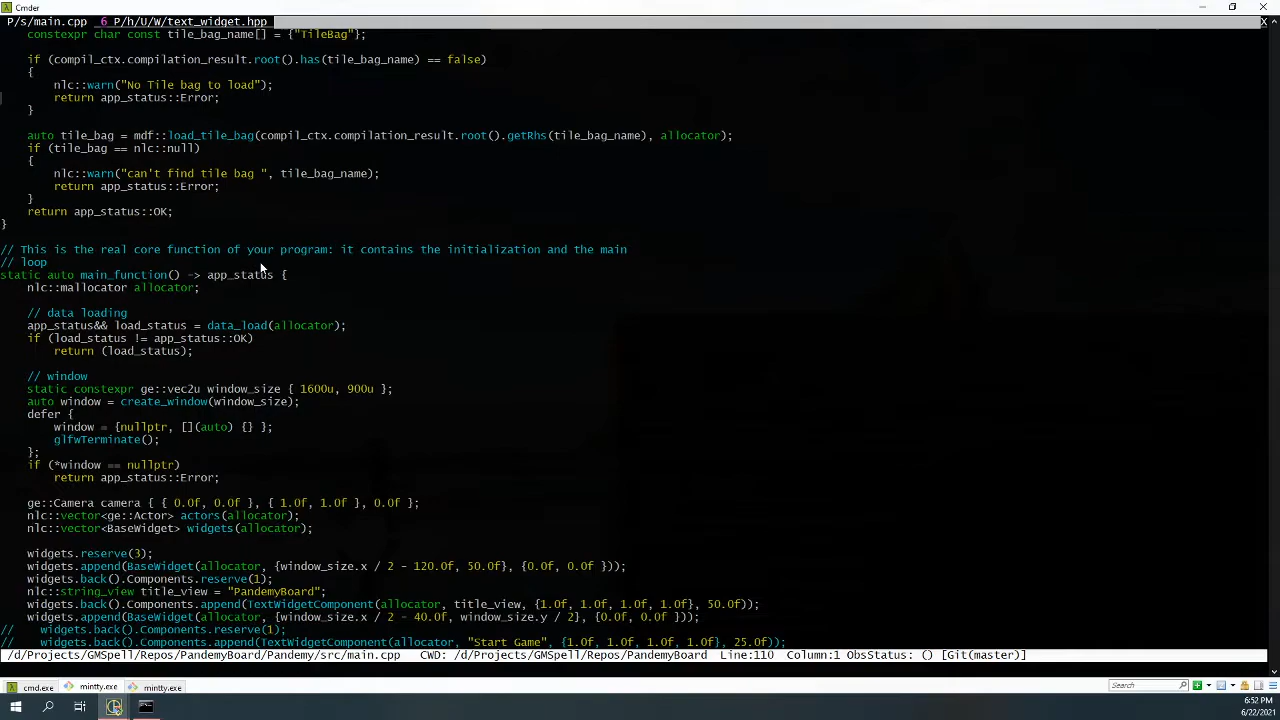 Cmder
P/s/main.cpp 6 P/h/U/W/text_widget.hpp X
constexpr char const tile_bag_name[] = {"TileBag"};
if (compil_ctx.compilation_result.root().has(tile_bag_name) == false)
{
nlc::warn("No Tile bag to load");
return app_status::Error;
}
auto tile_bag = mdf::load_tile_bag(compil_ctx.compilation_result.root().getRhs(tile_bag_name), allocator);
if (tile_bag == nlc::null)
{
nlc::warn("can't find tile bag ", tile_bag_name);
return app_status::Error;
}
return app_status::OK;
}
// This is the real core function of your program: it contains the initialization and the main
// loop
static auto main_function() -> app_status {
nlc::mallocator allocator;
// data loading
app_status&& load_status = data_load(allocator);
if (load_status != app_status::OK)
return (load_status);
// window
static constexpr ge::vec2u window_size { 1600u, 900u };
auto window = create_window(window_size);
defer {
window = {nullptr, [](auto) {} };
glfwTerminate();
};
if (*window == nullptr)
return app_status::Error;
ge::Camera camera { { 0.0f, 0.0f }, { 1.0f, 1.0f }, 0.0f };
nlc::vector<ge::Actor> actors(allocator);
nlc::vector<BaseWidget> widgets(allocator);
widgets.reserve(3);
widgets.append(BaseWidget(allocator, {window_size.x / 2 - 120.0f, 50.0f}, {0.0f, 0.0f }));
widgets.back().Components.reserve(1);
nlc::string_view title_view = "PandemyBoard";
widgets.back().Components.append(TextWidgetComponent(allocator, title_view, {1.0f, 1.0f, 1.0f, 1.0f}, 50.0f));
widgets.append(BaseWidget(allocator, {window_size.x / 2 - 40.0f, window_size.y / 2}, {0.0f, 0.0f }));
// widgets.back().Components.reserve(1);
// widgets.back().Components.append(TextWidgetComponent(allocator, "Start Game", {1.0f, 1.0f, 1.0f, 1.0f}, 25.0f));
/d/Projects/GMSpell/Repos/PandemyBoard/Pandemy/src/main.cpp CWD: /d/Projects/GMSpell/Repos/PandemyBoard Line:110 Column:1 ObsStatus: () [Git(master)]
cmd.exe mintty.exe mintty.exe Search
6:52 PM
6/22/2021